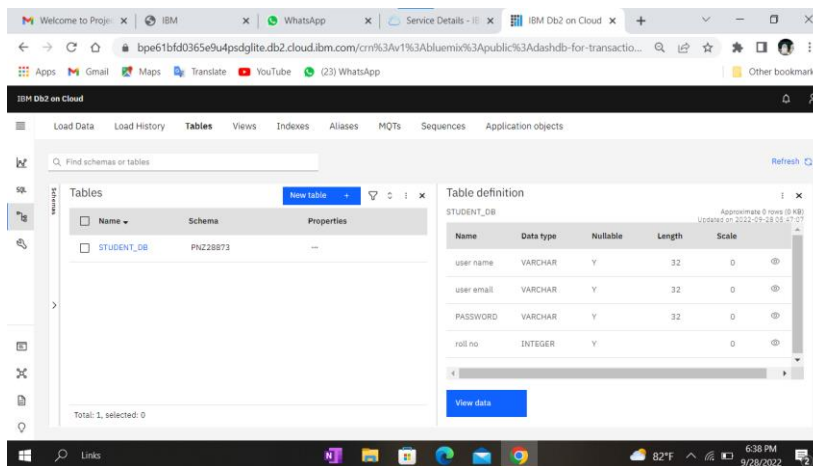 Welcome to Proje
IBM
WhatsApp
Service Details - IB
IBM Db2 on Cloud
bpe61bfd0365e9u4psdglite.db2.cloud.ibm.com/crn%3Av1%3Abluemix%3Apublic%3Adashdb-for-transactio...
Apps Gmail Maps Translate YouTube (23) WhatsApp Other bookmark
IBM Db2 on Cloud
Load Data Load History Tables Views Indexes Aliases MQTs Sequences Application objects
Find schemas or tables Refresh
SQL
Schemas
Tables New table +
Name Schema Properties
STUDENT_DB PNZ28873 ---
Total: 1, selected: 0
Table definition
STUDENT_DB Approximate 0 rows (0 KB)
Updated on 2022-09-28 05:47:07
Name Data type Nullable Length Scale
user name VARCHAR Y 32 0
user email VARCHAR Y 32 0
PASSWORD VARCHAR Y 32 0
roll no INTEGER Y 0
View data
Links 82°F 6:38 PM
9/28/2022